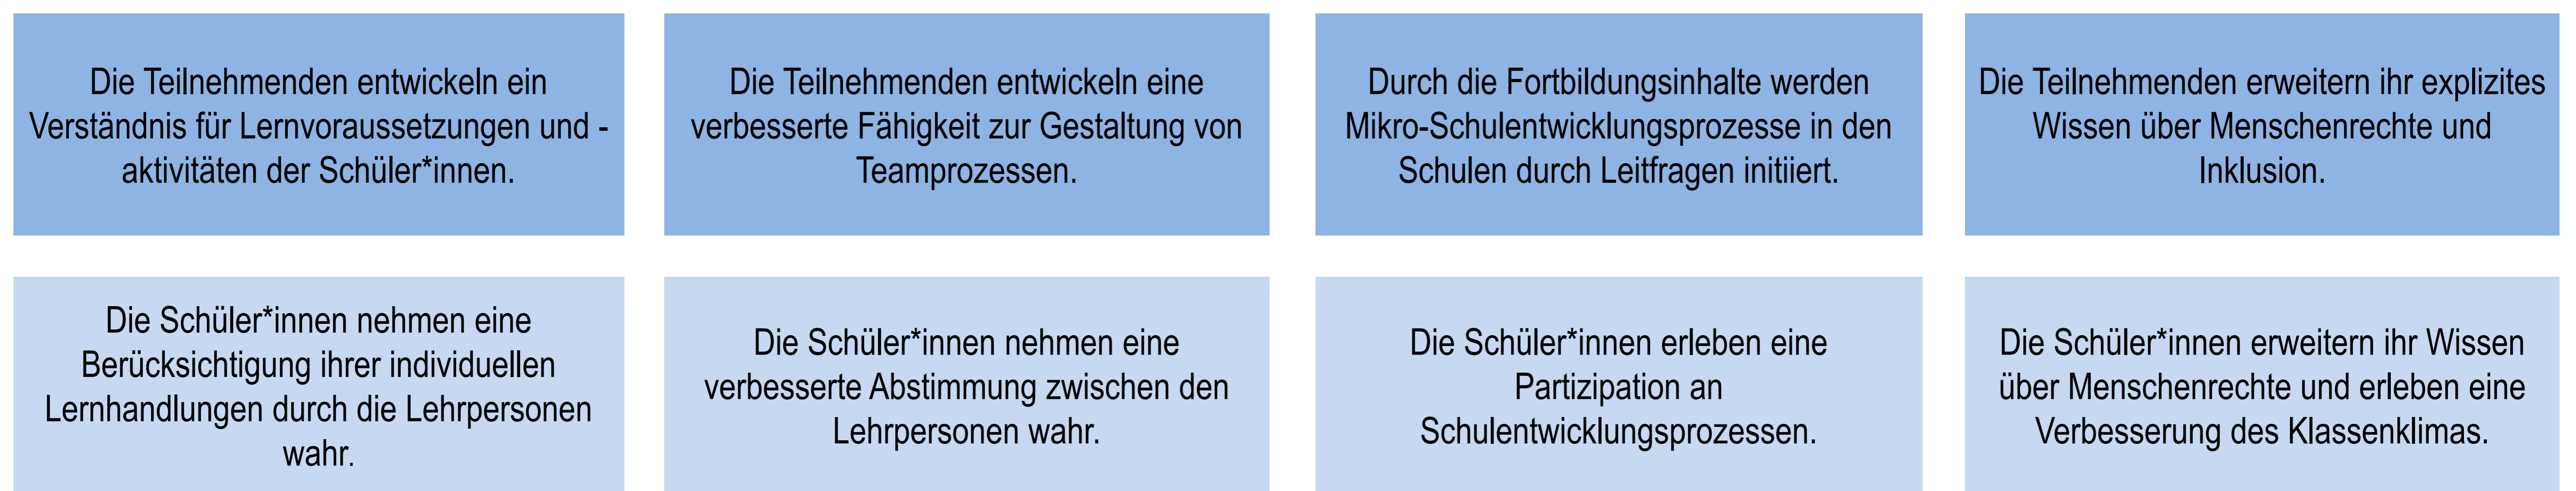 Die Teilnehmenden entwickeln ein
Verständnis für Lernvoraussetzungen und -
aktivitäten der Schüler*innen.
Die Teilnehmenden entwickeln eine
verbesserte Fähigkeit zur Gestaltung von
Teamprozessen.
Durch die Fortbildungsinhalte werden
Mikro-Schulentwicklungsprozesse in den
Schulen durch Leitfragen initiiert.
Die Teilnehmenden erweitern ihr explizites
Wissen über Menschenrechte und
Inklusion.
Die Schüler*innen nehmen eine
Berücksichtigung ihrer individuellen
Lernhandlungen durch die Lehrpersonen
wahr.
Die Schüler*innen nehmen eine
verbesserte Abstimmung zwischen den
Lehrpersonen wahr.
Die Schüler*innen erleben eine
Partizipation an
Schulentwicklungsprozessen.
Die Schüler*innen erweitern ihr Wissen
über Menschenrechte und erleben eine
Verbesserung des Klassenklimas.